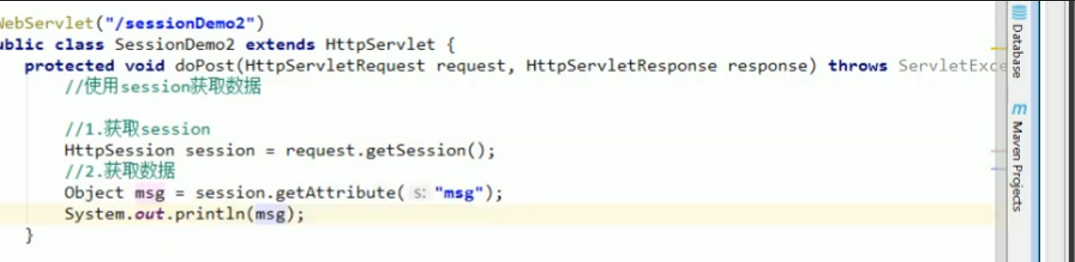 WebServlet("/sessionDemo2")
ublic class SessionDemo2 extends HttpServlet {
protected void doPost(HttpServletRequest request, HttpServletResponse response) throws ServletExce
//使用session获取数据
//1.获取session
HttpSession session = request.getSession();
//2.获取数据
Object msg = session.getAttribute( s: "msg");
System.out.println(msg);
}
Database
m Maven Projects